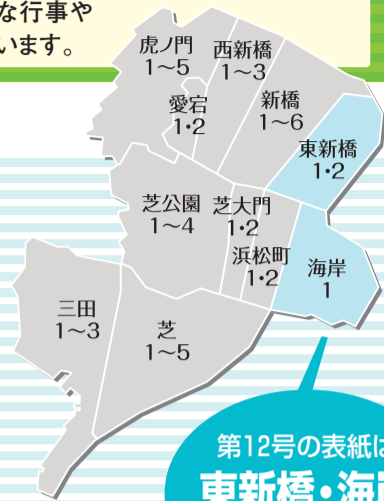 な行事や
います。
虎ノ門
1〜5
西新橋
1〜3
愛宕
1・2
新橋
1〜6
東新橋
1・2
芝公園
1〜4
芝大門
1・2
浜松町
1・2
海岸
1
三田
1〜3
芝
1〜5
第12号の表紙は
東新橋・海岸